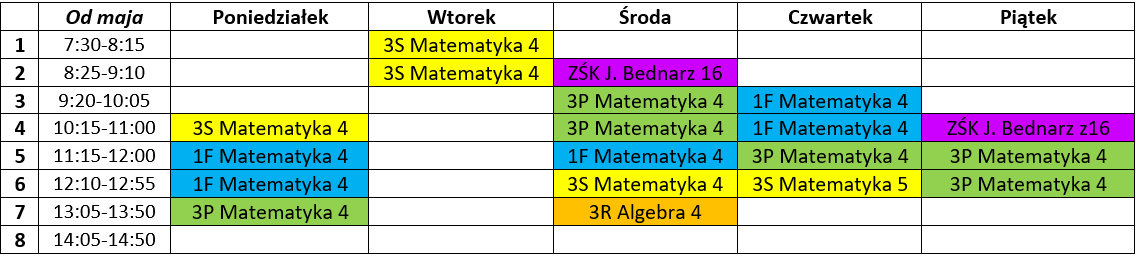 Od maja Poniedziałek Wtorek Środa Czwartek Piątek
1 7:30-8:15 3S Matematyka 4
2 8:25-9:10 3S Matematyka 4 ZŚK J. Bednarz 16
3 9:20-10:05 3P Matematyka 4 1F Matematyka 4
4 10:15-11:00 3S Matematyka 4 3P Matematyka 4 1F Matematyka 4 ZŚK J. Bednarz z16
5 11:15-12:00 1F Matematyka 4 1F Matematyka 4 3P Matematyka 4 3P Matematyka 4
6 12:10-12:55 1F Matematyka 4 3S Matematyka 4 3S Matematyka 5 3P Matematyka 4
7 13:05-13:50 3P Matematyka 4 3R Algebra 4
8 14:05-14:50